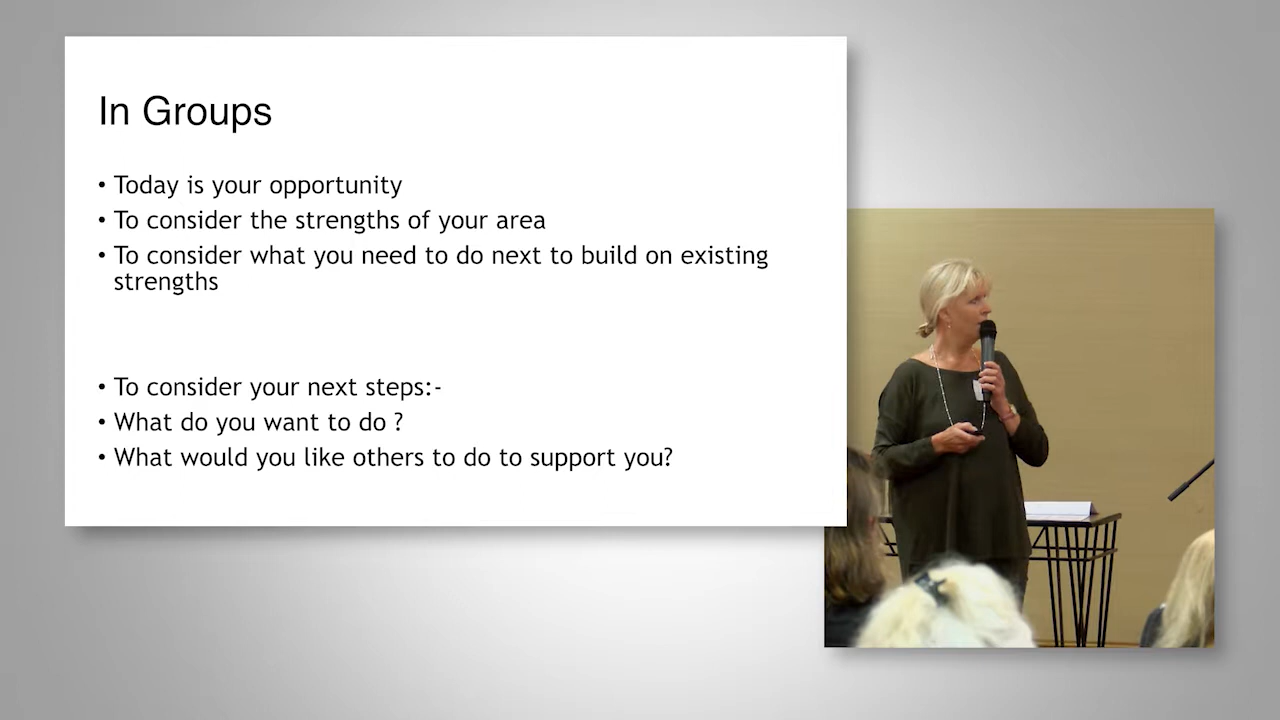 In Groups
• Today is your opportunity
• To consider the strengths of your area
• To consider what you need to do next to build on existing
strengths
• To consider your next steps:-
• What do you want to do ?
• What would you like others to do to support you?